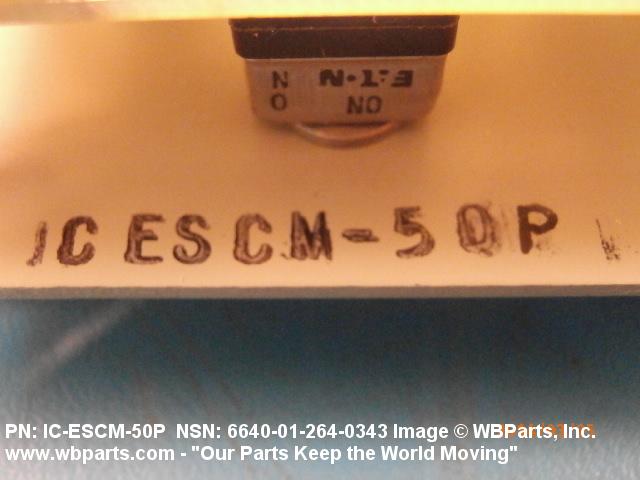 NO
E·T·N
NO
IC ESCM-50P
PN: IC-ESCM-50P NSN: 6640-01-264-0343 Image © WBParts, Inc.
www.wbparts.com - "Our Parts Keep the World Moving"